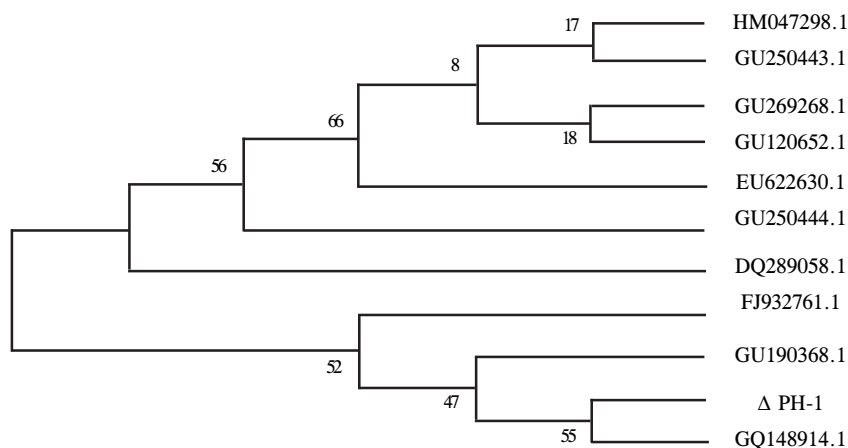 HM047298.1
17
GU250443.1
8
GU269268.1
66
18
GU120652.1
56
EU622630.1
GU250444.1
DQ289058.1
FJ932761.1
52
GU190368.1
47
Δ PH-1
55
GQ148914.1